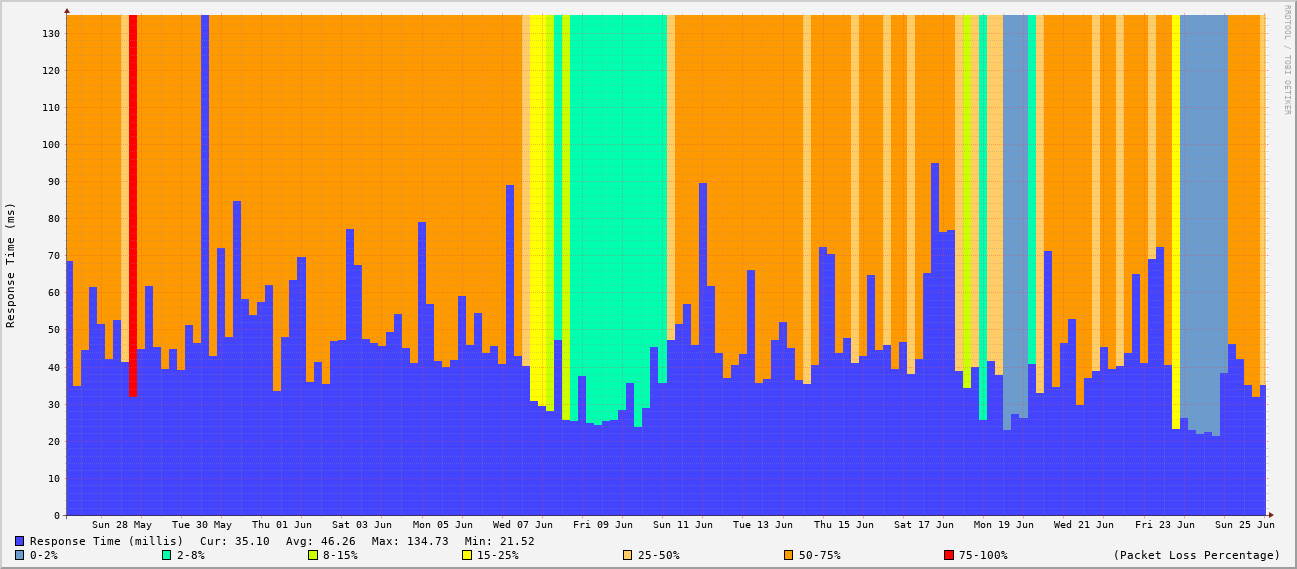 RRDTOOL / TOBI OETIKER
Response Time (ms)
130
120
110
100
90
80
70
60
50
40
30
20
10
0
Sun 28 May Tue 30 May Thu 01 Jun Sat 03 Jun Mon 05 Jun Wed 07 Jun Fri 09 Jun Sun 11 Jun Tue 13 Jun Thu 15 Jun Sat 17 Jun Mon 19 Jun Wed 21 Jun Fri 23 Jun Sun 25 Jun
Response Time (millis) Cur: 35.10 Avg: 46.26 Max: 134.73 Min: 21.52
0-2% 2-8% 8-15% 15-25% 25-50% 50-75% 75-100% (Packet Loss Percentage)